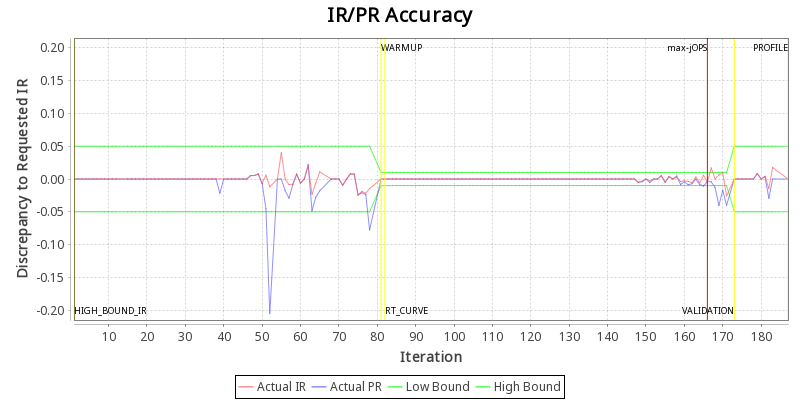 IR/PR Accuracy
Discrepancy to Requested IR
0.20
0.15
0.10
0.05
0.00
-0.05
-0.10
-0.15
-0.20
WARMUP
max-jOPS
PROFILE
HIGH_BOUND_IR
RT_CURVE
VALIDATION
10 20 30 40 50 60 70 80 90 100 110 120 130 140 150 160 170 180
Iteration
Actual IR Actual PR Low Bound High Bound